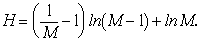 H = (1/M − 1) ln(M − 1) + ln M.